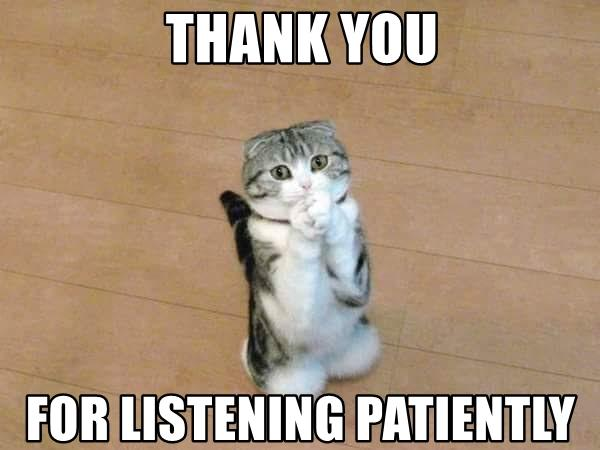 THANK YOU
FOR LISTENING PATIENTLY